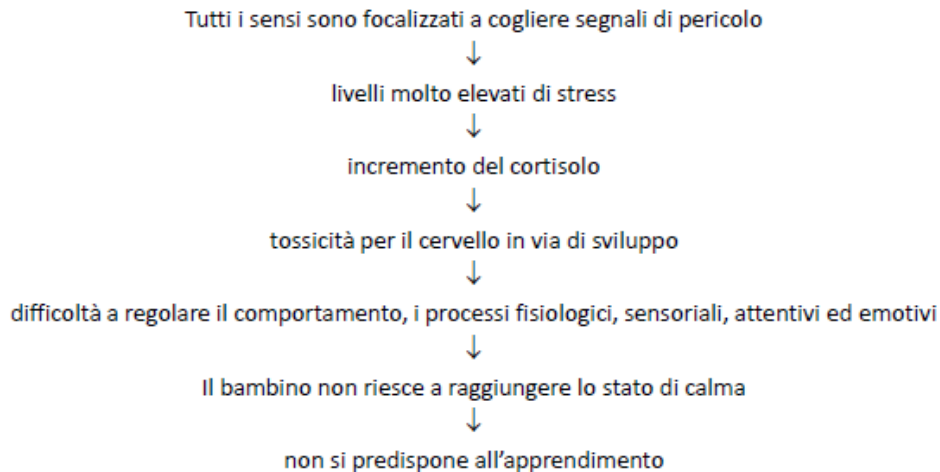 Tutti i sensi sono focalizzati a cogliere segnali di pericolo
↓
livelli molto elevati di stress
↓
incremento del cortisolo
↓
tossicità per il cervello in via di sviluppo
↓
difficoltà a regolare il comportamento, i processi fisiologici, sensoriali, attentivi ed emotivi
↓
Il bambino non riesce a raggiungere lo stato di calma
↓
non si predispone all'apprendimento